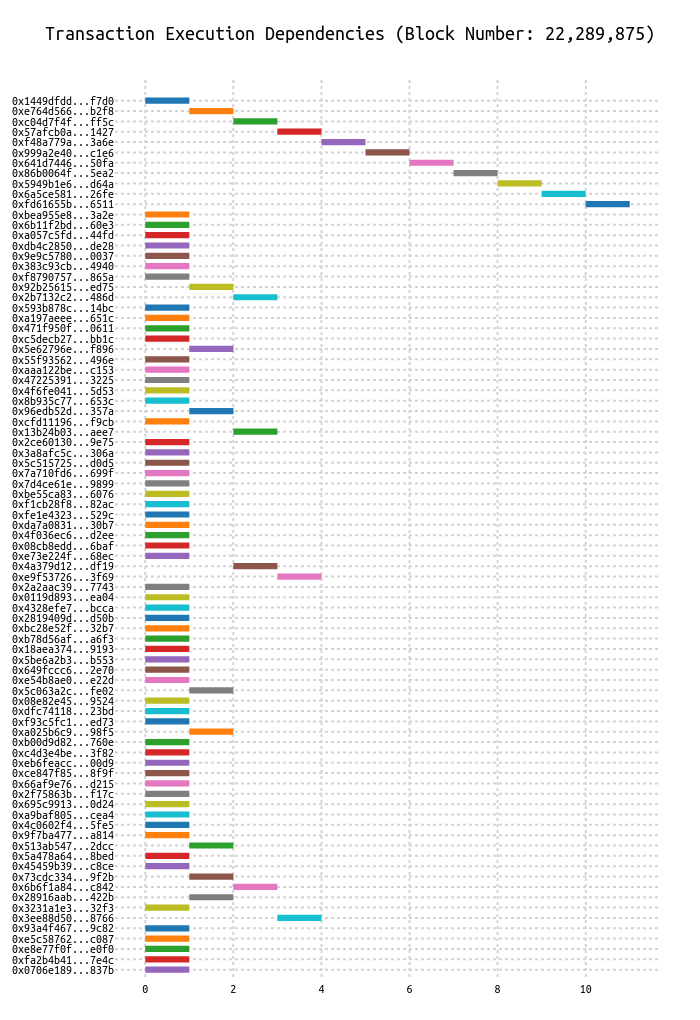 Transaction Execution Dependencies (Block Number: 22,289,875)
0x1449dfdd...f7d0
0xe764d566...b2f8
0xc04d7f4f...ff5c
0x57afcb0a...1427
0xf48a779a...3a6e
0x999a2e40...c1e6
0x641d7446...50fa
0x86b0064f...5ea2
0x5949b1e6...d64a
0x6a5ce581...26fe
0xfd61655b...6511
0xbea955e8...3a2e
0x6b11f2bd...60e3
0xa057c5fd...44fd
0xdb4c2850...de28
0x9e9c5780...0037
0x383c93cb...4940
0xf8790757...865a
0x92b25615...ed75
0x2b7132c2...486d
0x593b878c...14bc
0xa197aeee...651c
0x471f950f...0611
0xc5decb27...bb1c
0x5e62796e...f896
0x55f93562...496e
0xaaa122be...c153
0x47225391...3225
0x4f6fe041...5d53
0x8b935c77...653c
0x96edb52d...357a
0xcfd11196...f9cb
0x13b24b03...aee7
0x2ce60130...9e75
0x3a8afc5c...306a
0x5c515725...d0d5
0x7a710fd6...699f
0x7d4ce61e...9899
0xbe55ca83...6076
0xf1cb28f8...82ac
0xfe1e4323...529c
0xda7a0831...30b7
0x4f036ec6...d2ee
0x08cb8edd...6baf
0xe73e224f...68ec
0x4a379d12...df19
0xe9f53726...3f69
0x2a2aac39...7743
0x0119d893...ea04
0x4328efe7...bcca
0x2819409d...d50b
0xbc28e52f...32b7
0xb78d56af...a6f3
0x18aea374...9193
0x5be6a2b3...b553
0x649fccc6...2e70
0xe54b8ae0...e22d
0x5c063a2c...fe02
0x08e82e45...9524
0xdfc74118...23bd
0xf93c5fc1...ed73
0xa025b6c9...98f5
0xb00d9d82...760e
0xc4d3e4be...3f82
0xeb6feacc...00d9
0xce847f85...8f9f
0x66af9e76...d215
0x2f75863b...f17c
0x695c9913...0d24
0xa9baf805...cea4
0x4c0602f4...5fe5
0x9f7ba477...a814
0x513ab547...2dcc
0x5a478a64...8bed
0x45459b39...c8ce
0x73cdc334...9f2b
0x6b6f1a84...c842
0x28916aab...422b
0x3231a1e3...32f3
0x3ee88d50...8766
0x93a4f467...9c82
0xe5c58762...c087
0xe8e77f0f...e0f0
0xfa2b4b41...7e4c
0x0706e189...837b
0 2 4 6 8 10